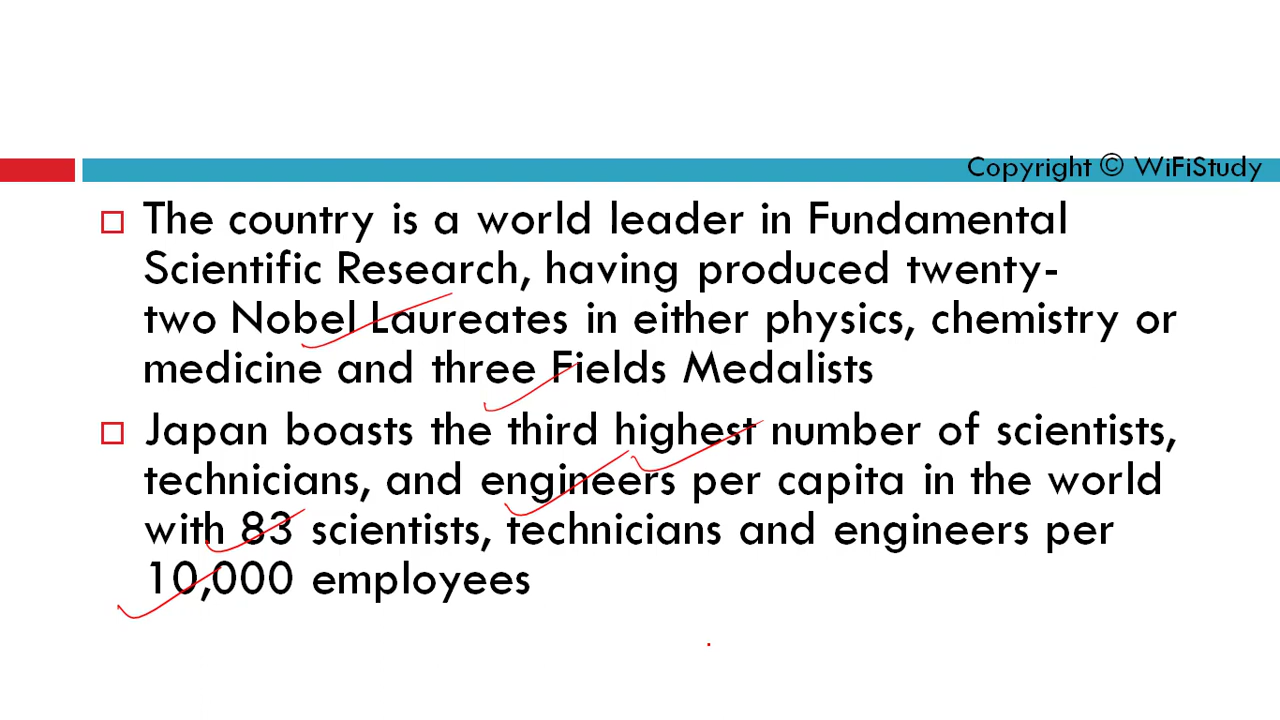 Copyright © WiFiStudy
The country is a world leader in Fundamental
Scientific Research, having produced twenty-
two Nobel Laureates in either physics, chemistry or
medicine and three Fields Medalists
Japan boasts the third highest number of scientists,
technicians, and engineers per capita in the world
with 83 scientists, technicians and engineers per
10,000 employees